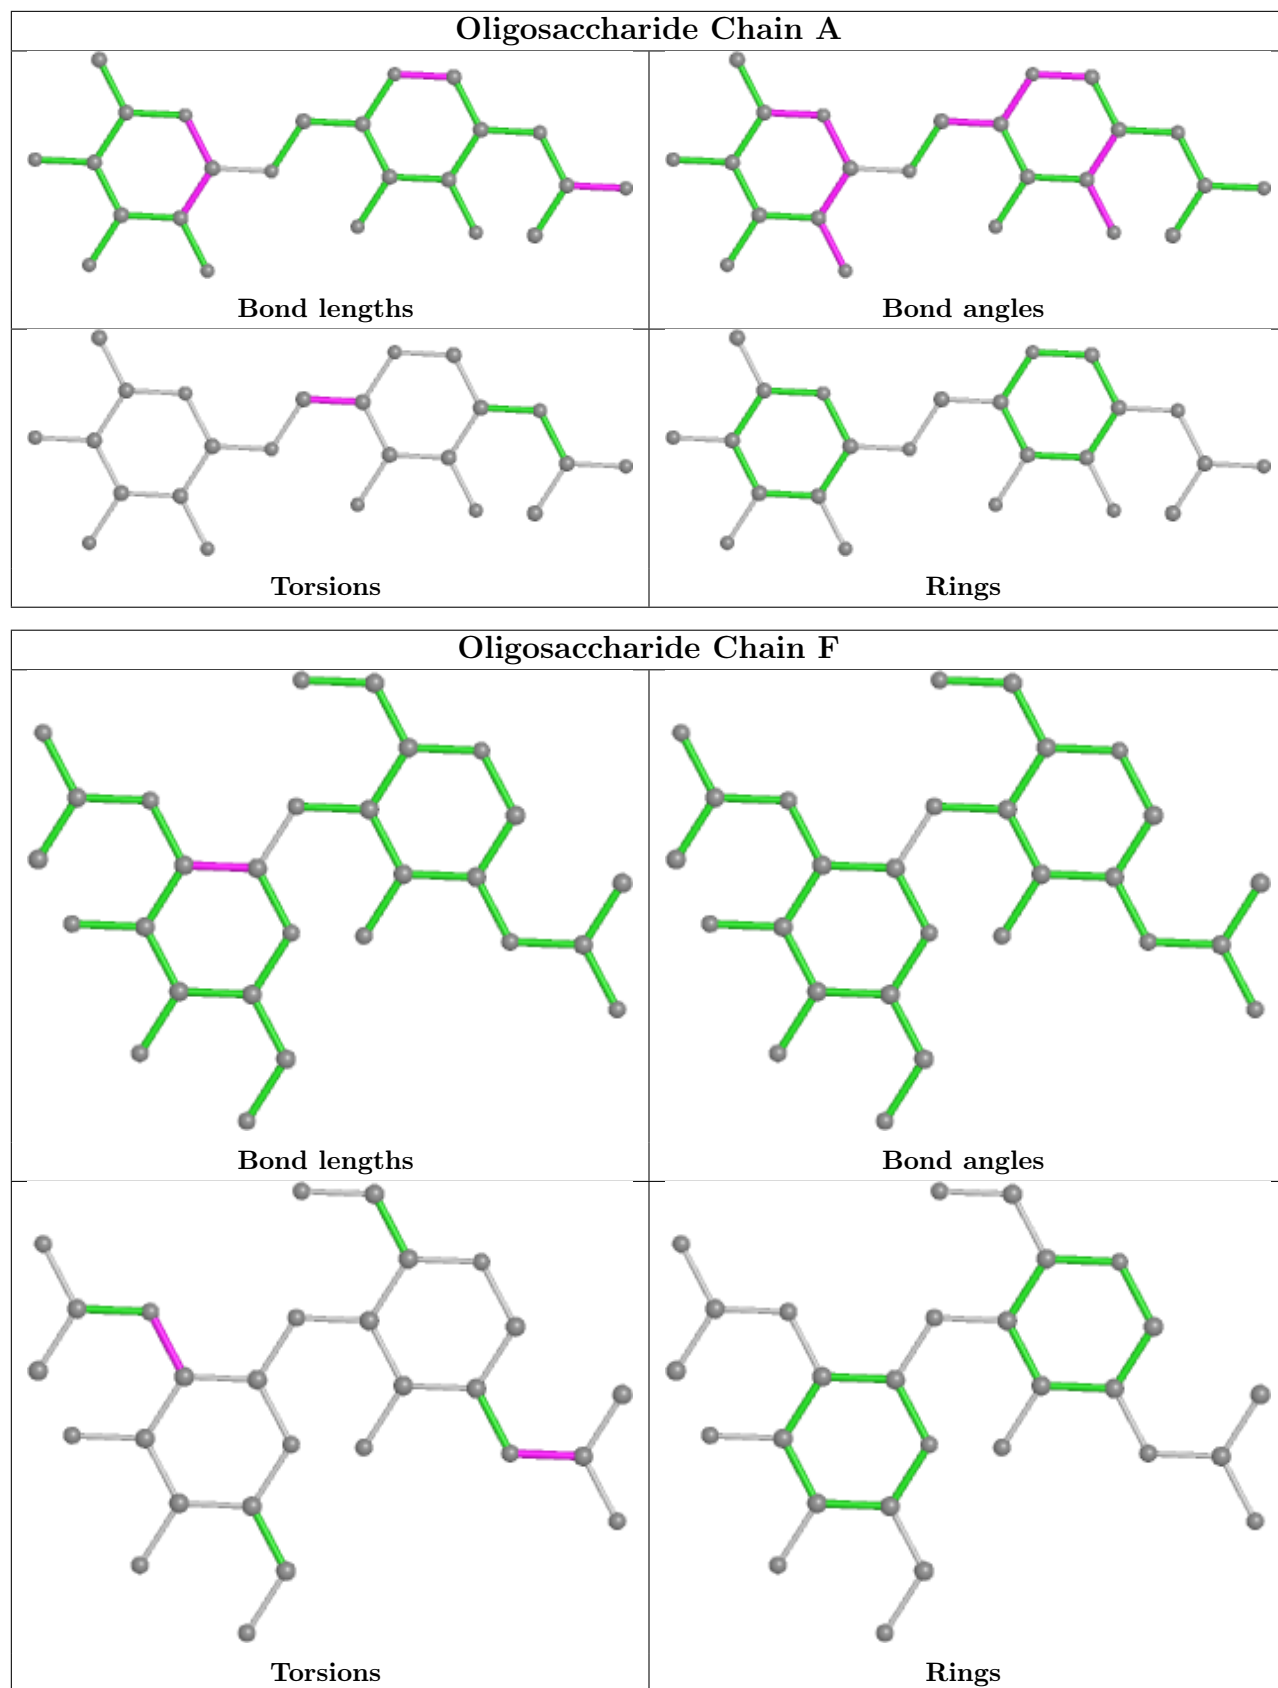 Oligosaccharide Chain A
Bond lengths
Bond angles
Torsions
Rings
Oligosaccharide Chain F
Bond lengths
Bond angles
Torsions
Rings